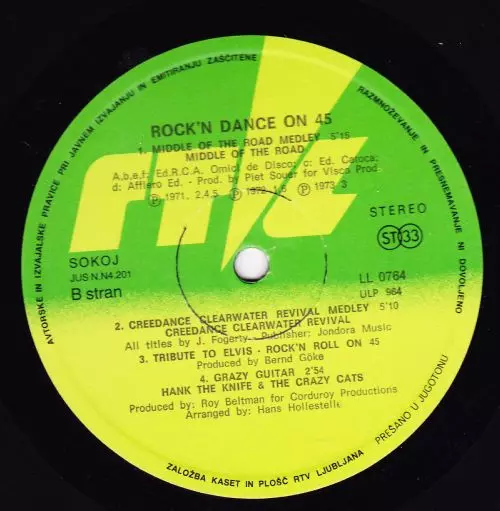 AVTORSKE IN IZVAJALSKE PRAVICE PRI JAVNEM IZVAJANJU IN EMITIRANJU ZAŠČITENE
RAZMNOŽEVANJE IN PRESNEMAVANJE NI DOVOLJENO
ROCK'N DANCE ON 45
1. MIDDLE OF THE ROAD MEDLEY 5'15
MIDDLE OF THE ROAD
A,b,e,f: Ed.R.C.A. Omici de Disco; c: Ed. Caroca;
d: Affiero Ed. - Prod. by Piet Souer for Visca Prod.
Ⓟ 1971. 2,4,5 Ⓟ 1972 1,6 Ⓟ 1973 3
SOKOJ
JUS N.N4.201
B stran
STEREO
ST 33
LL 0764
ULP 964
2. CREEDANCE CLEARWATER REVIVAL MEDLEY 5'10
CREEDANCE CLEARWATER REVIVAL
All titles by J. Fogerty - Publisher: Jondora Music
3. TRIBUTE TO ELVIS - ROCK'N ROLL ON 45
Produced by Bernd Göke
4. GRAZY GUITAR 2'54
HANK THE KNIFE & THE CRAZY CATS
Produced by: Roy Beltman for Corduroy Productions
Arranged by: Hans Hollestelle
ZALOŽBA KASET IN PLOŠČ RTV LJUBLJANA
PREŠANO U JUGOTONU